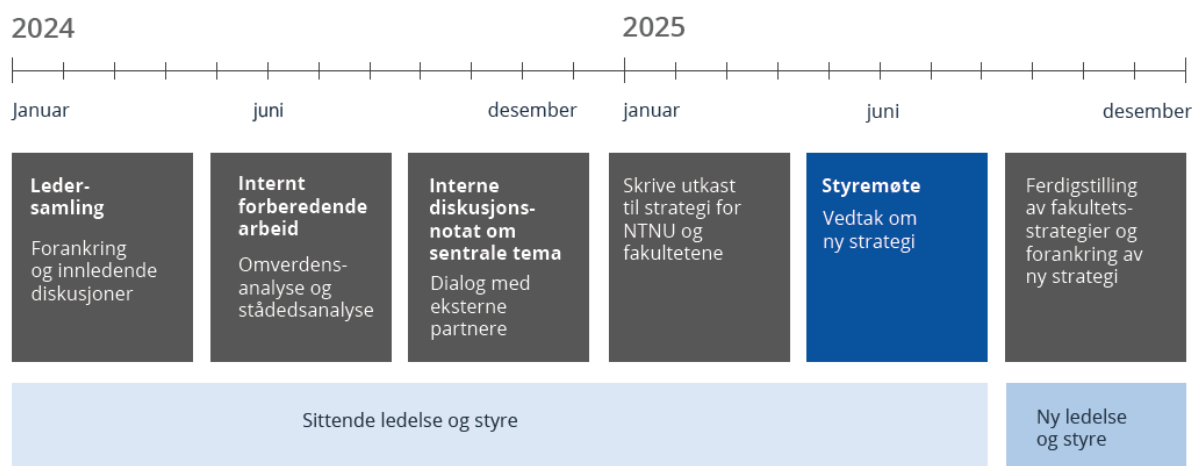 2024
2025
Januar
juni
desember
januar
juni
desember
Leder-
samling
Forankring
og innledende
diskusjoner
Internt
forberedende
arbeid
Omverdens-
analyse og
stådedsanalyse
Interne
diskusjons-
notat om
sentrale tema
Dialog med
eksterne
partnere
Skrive utkast
til strategi for
NTNU og
fakultetene
Styremøte
Vedtak om
ny strategi
Ferdigstilling
av fakultets-
strategier og
forankring av
ny strategi
Sittende ledelse og styre
Ny ledelse
og styre